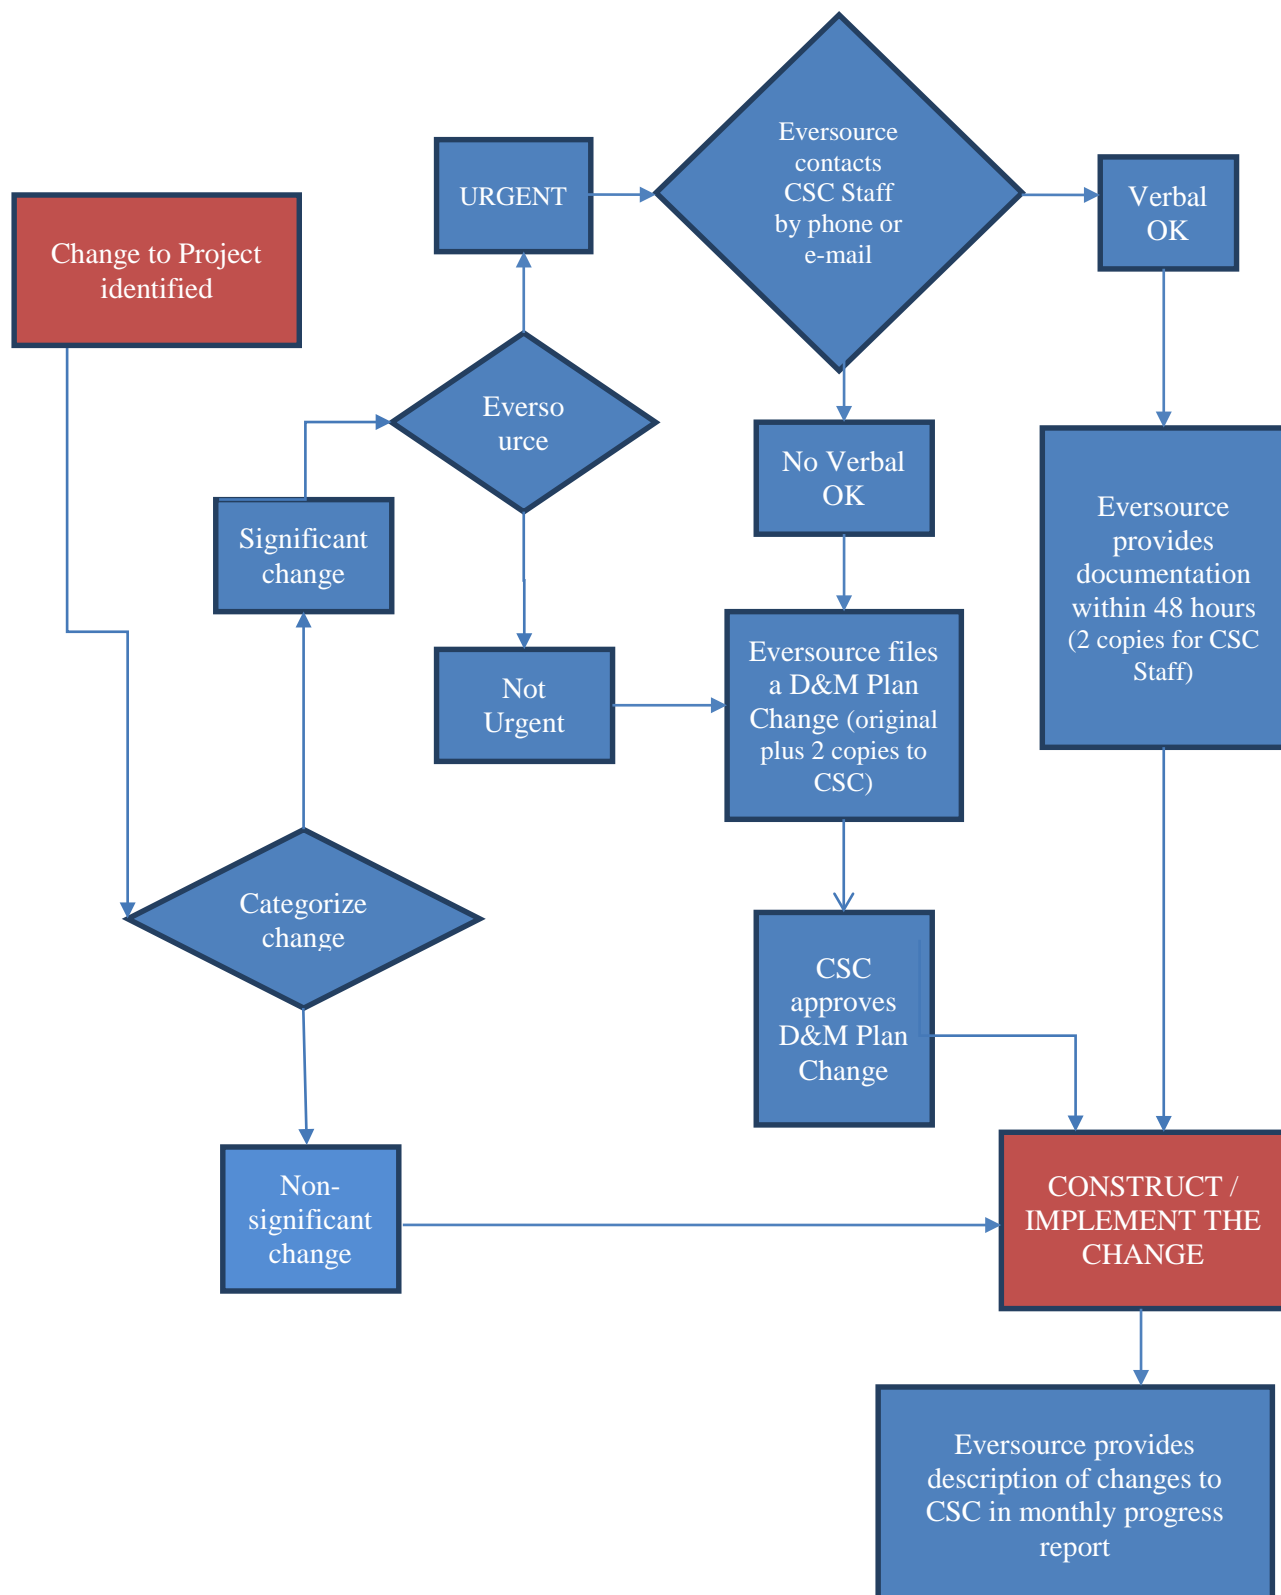 Eversource
contacts
CSC Staff
by phone or
e-mail
URGENT
Verbal
OK
Change to Project
identified
Everso
urce
No Verbal
OK
Significant
change
Eversource
provides
documentation
within 48 hours
(2 copies for CSC
Staff)
Not
Urgent
Eversource files
a D&M Plan
Change (original
plus 2 copies to
CSC)
Categorize
change
CSC
approves
D&M Plan
Change
Non-
significant
change
CONSTRUCT /
IMPLEMENT THE
CHANGE
Eversource provides
description of changes to
CSC in monthly progress
report